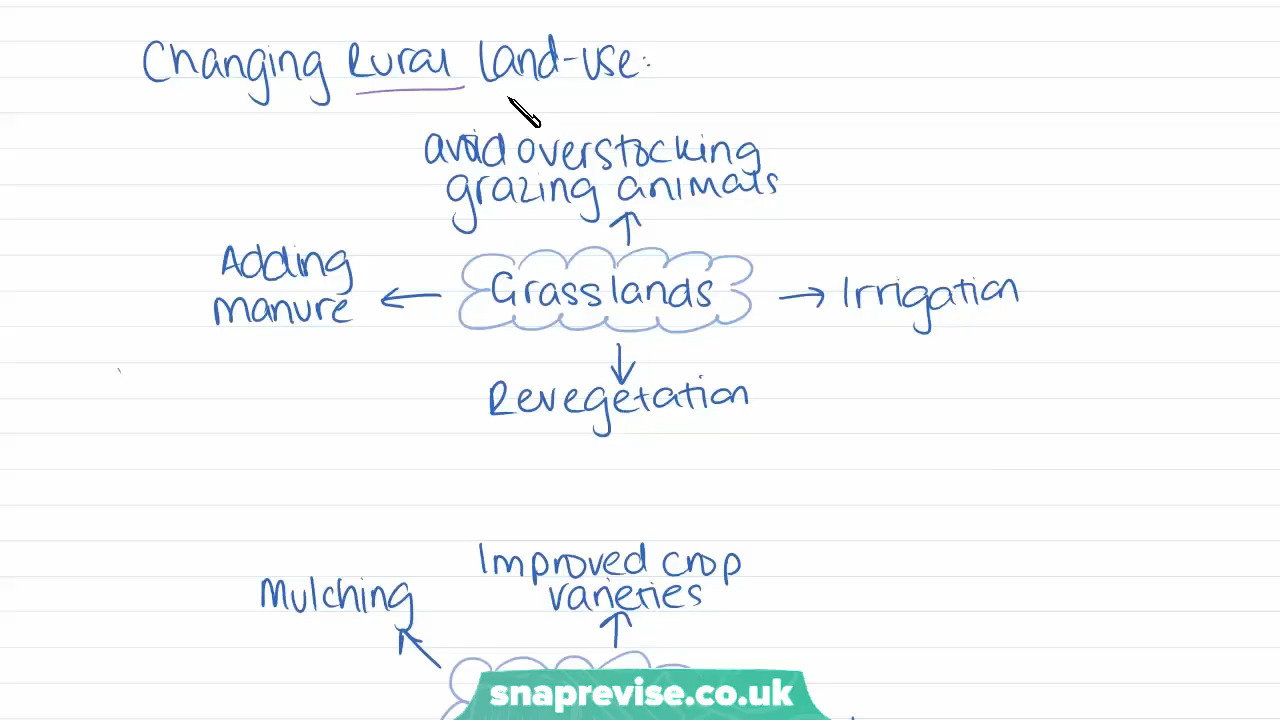 Changing Rural land-use:
avoid overstocking
grazing animals
Adding
manure
Grasslands
Irrigation
Revegetation
Improved crop
varieties
Mulching
snaprevise.co.uk